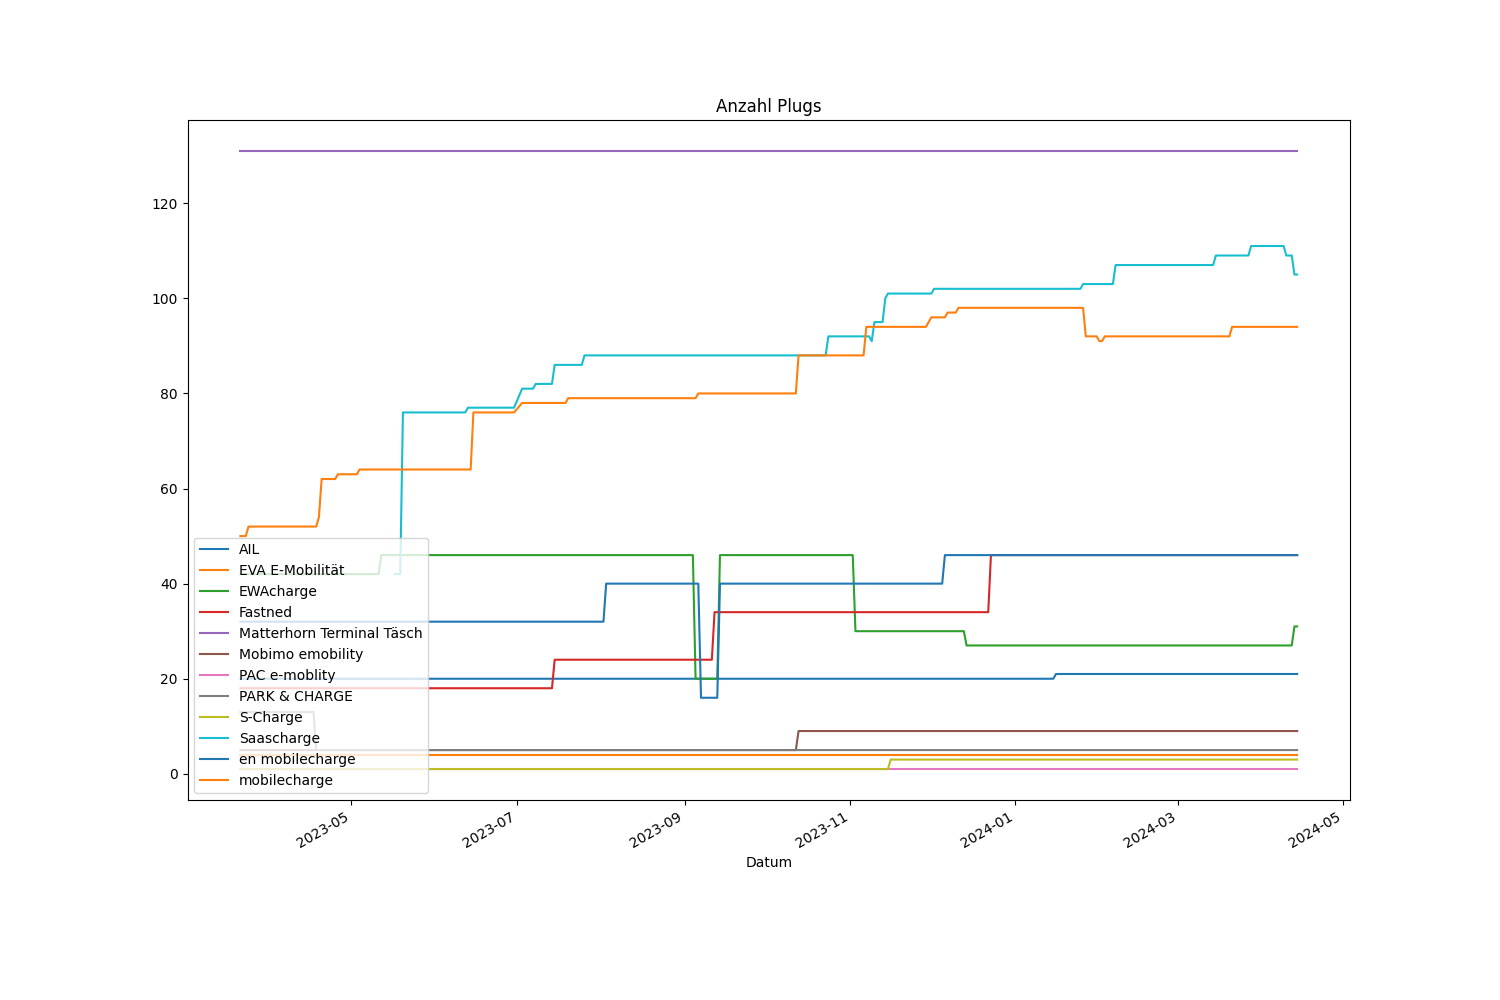 Anzahl Plugs
120
100
80
60
40
20
0
AIL
EVA E-Mobilität
EWAcharge
Fastned
Matterhorn Terminal Täsch
Mobimo emobility
PAC e-moblity
PARK & CHARGE
S-Charge
Saascharge
en mobilecharge
mobilecharge
2023-05
2023-07
2023-09
2023-11
2024-01
2024-03
2024-05
Datum